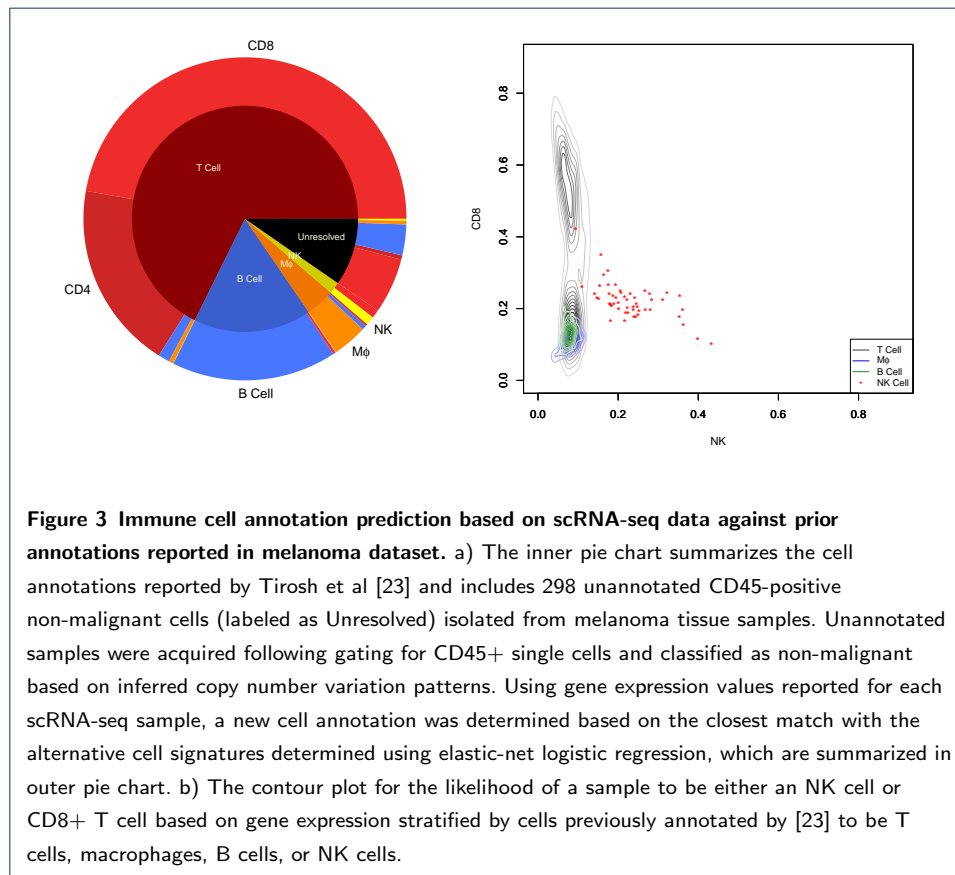 CD8
T Cell
Unresolved
NK
Mϕ
B Cell
CD4
NK
Mϕ
B Cell
CD8
0.8
0.6
0.4
0.2
0.0
0.0 0.2 0.4 0.6 0.8
NK
T Cell
Mϕ
B Cell
NK Cell
Figure 3 Immune cell annotation prediction based on scRNA-seq data against prior
annotations reported in melanoma dataset. a) The inner pie chart summarizes the cell
annotations reported by Tirosh et al [23] and includes 298 unannotated CD45-positive
non-malignant cells (labeled as Unresolved) isolated from melanoma tissue samples. Unannotated
samples were acquired following gating for CD45+ single cells and classified as non-malignant
based on inferred copy number variation patterns. Using gene expression values reported for each
scRNA-seq sample, a new cell annotation was determined based on the closest match with the
alternative cell signatures determined using elastic-net logistic regression, which are summarized in
outer pie chart. b) The contour plot for the likelihood of a sample to be either an NK cell or
CD8+ T cell based on gene expression stratified by cells previously annotated by [23] to be T
cells, macrophages, B cells, or NK cells.